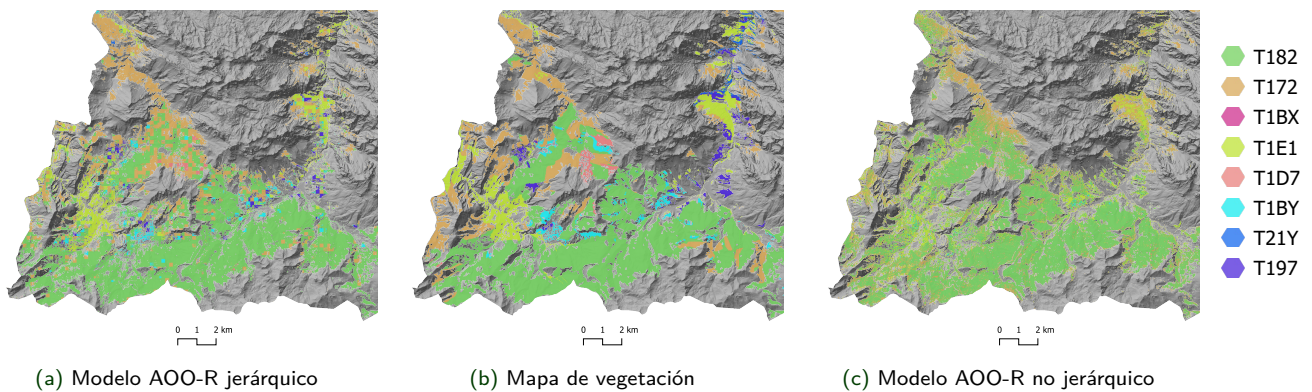 T182
T172
T1BX
T1E1
T1D7
T1BY
T21Y
T197
0 1 2 km
0 1 2 km
0 1 2 km
(a) Modelo AOO-R jerárquico
(b) Mapa de vegetación
(c) Modelo AOO-R no jerárquico